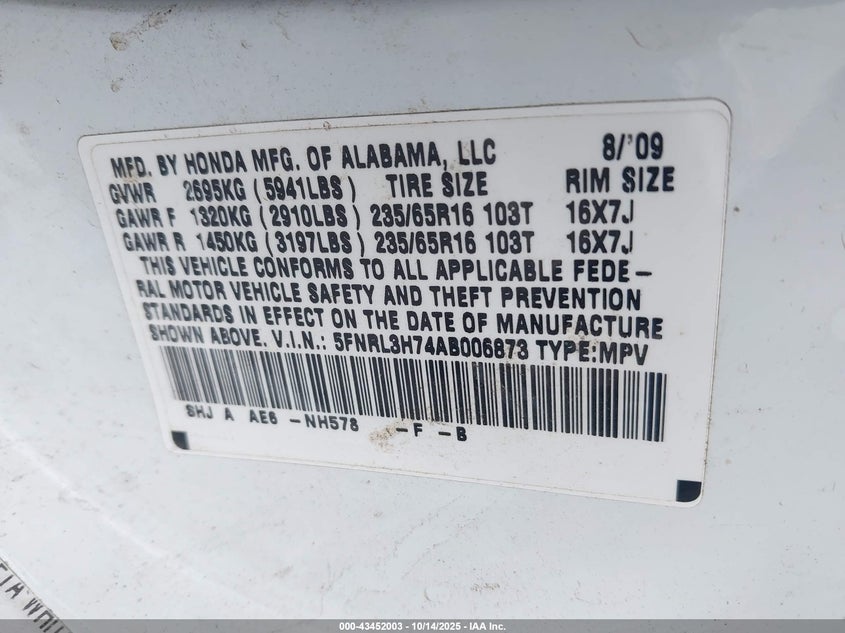 MFD. BY HONDA MFG. OF ALABAMA, LLC 8/'09
GVWR 2695KG (5941LBS) TIRE SIZE RIM SIZE
GAWR F 1320KG (2910LBS) 235/65R16 103T 16X7J
GAWR R 1450KG (3197LBS) 235/65R16 103T 16X7J
THIS VEHICLE CONFORMS TO ALL APPLICABLE FEDE-
RAL MOTOR VEHICLE SAFETY AND THEFT PREVENTION
STANDARDS IN EFFECT ON THE DATE OF MANUFACTURE
SHOWN ABOVE. V.I.N.: 5FNRL3H74AB006873 TYPE:MPV
SHJ A AE6 -NH578 -F -B
000-43452003 - 10/14/2025 - IAA Inc.